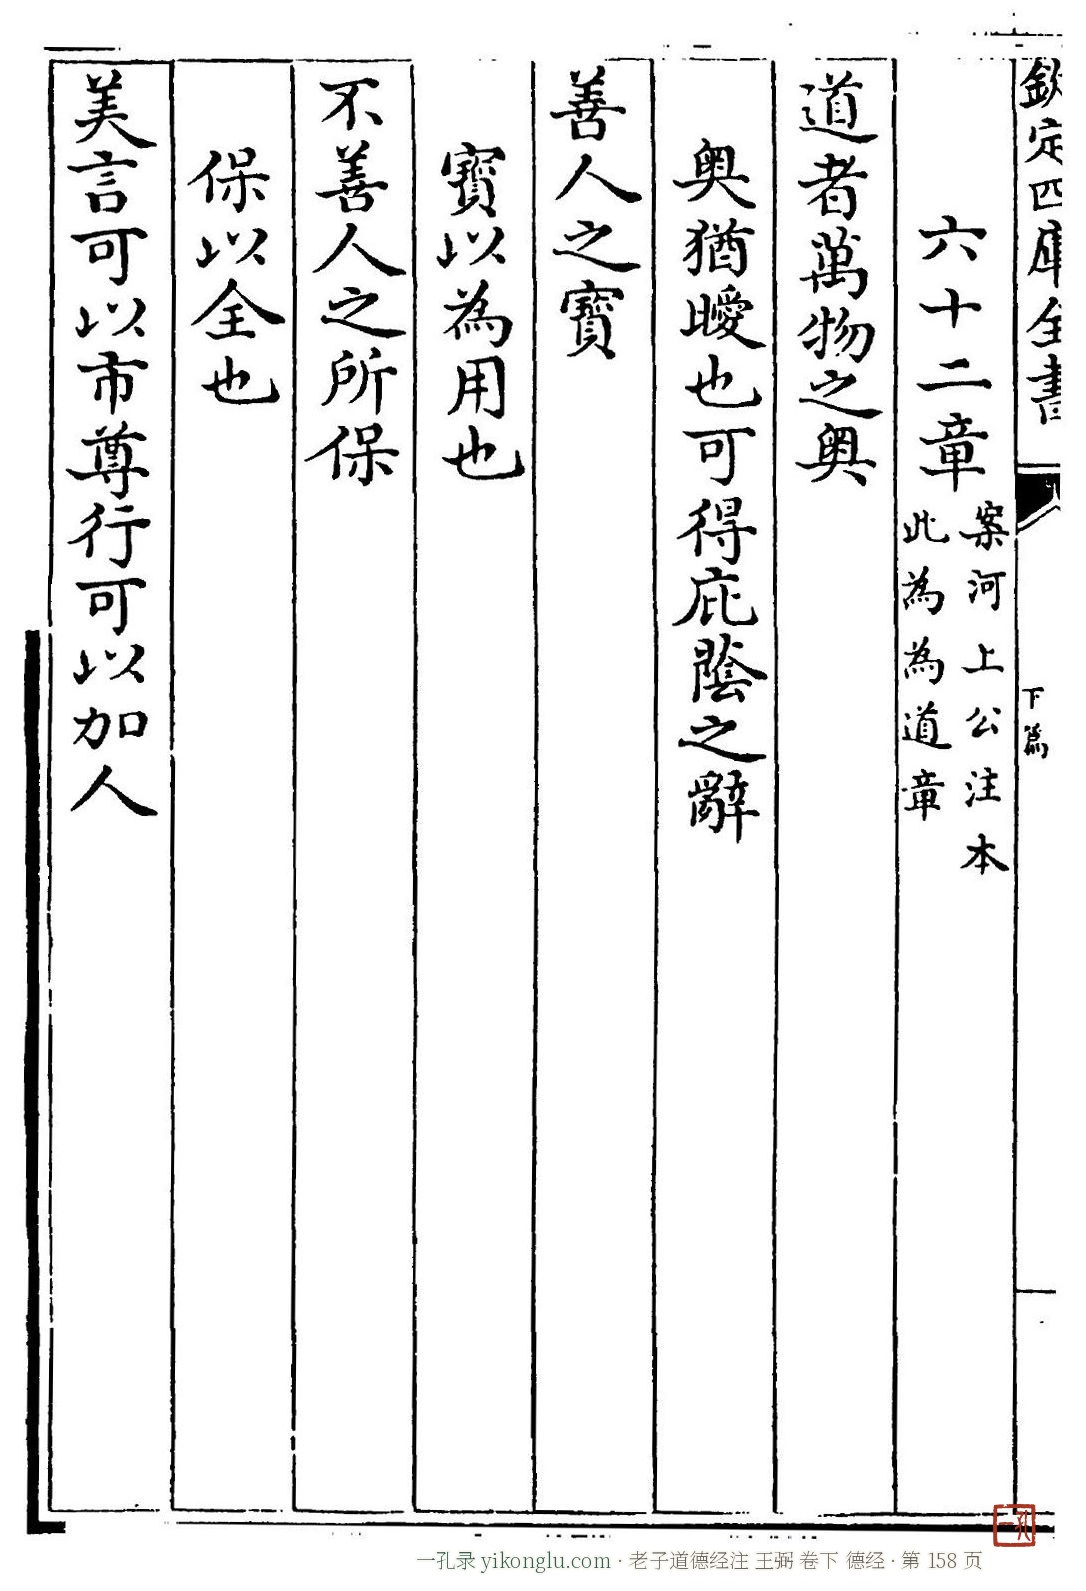 欽定四庫全書
下篇
六十二章
案河上公注本
此為為道章
道者萬物之奧
奧猶曖也可得庇蔭之辭
善人之寶
寶以為用也
不善人之所保
保以全也
美言可以市尊行可以加人
一孔
一孔录 yikonglu.com · 老子道德经注 王弼 卷下 德经 · 第 158 页